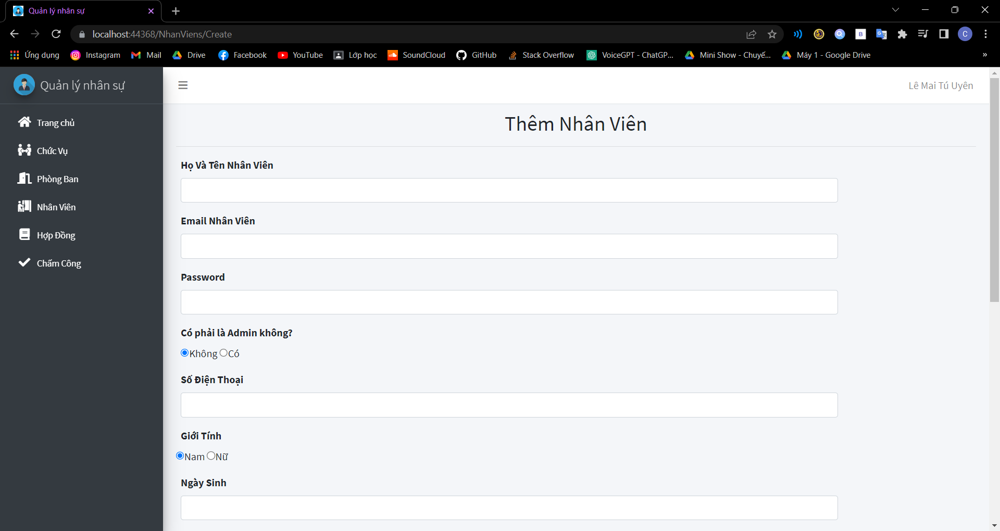 Quản lý nhân sự
localhost:44368/NhanViens/Create
C
Ứng dụng Instagram Mail Drive Facebook YouTube Lớp học SoundCloud GitHub Stack Overflow VoiceGPT - ChatGP... Mini Show - Chuyế... Máy 1 - Google Drive »
Quản lý nhân sự
Lê Mai Tú Uyên
Trang chủ
Chức Vụ
Phòng Ban
Nhân Viên
Hợp Đồng
Chấm Công
Thêm Nhân Viên
Họ Và Tên Nhân Viên
Email Nhân Viên
Password
Có phải là Admin không?
Không Có
Số Điện Thoại
Giới Tính
Nam Nữ
Ngày Sinh